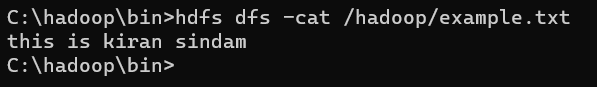 C:\hadoop\bin>hdfs dfs -cat /hadoop/example.txt
this is kiran sindam
C:\hadoop\bin>